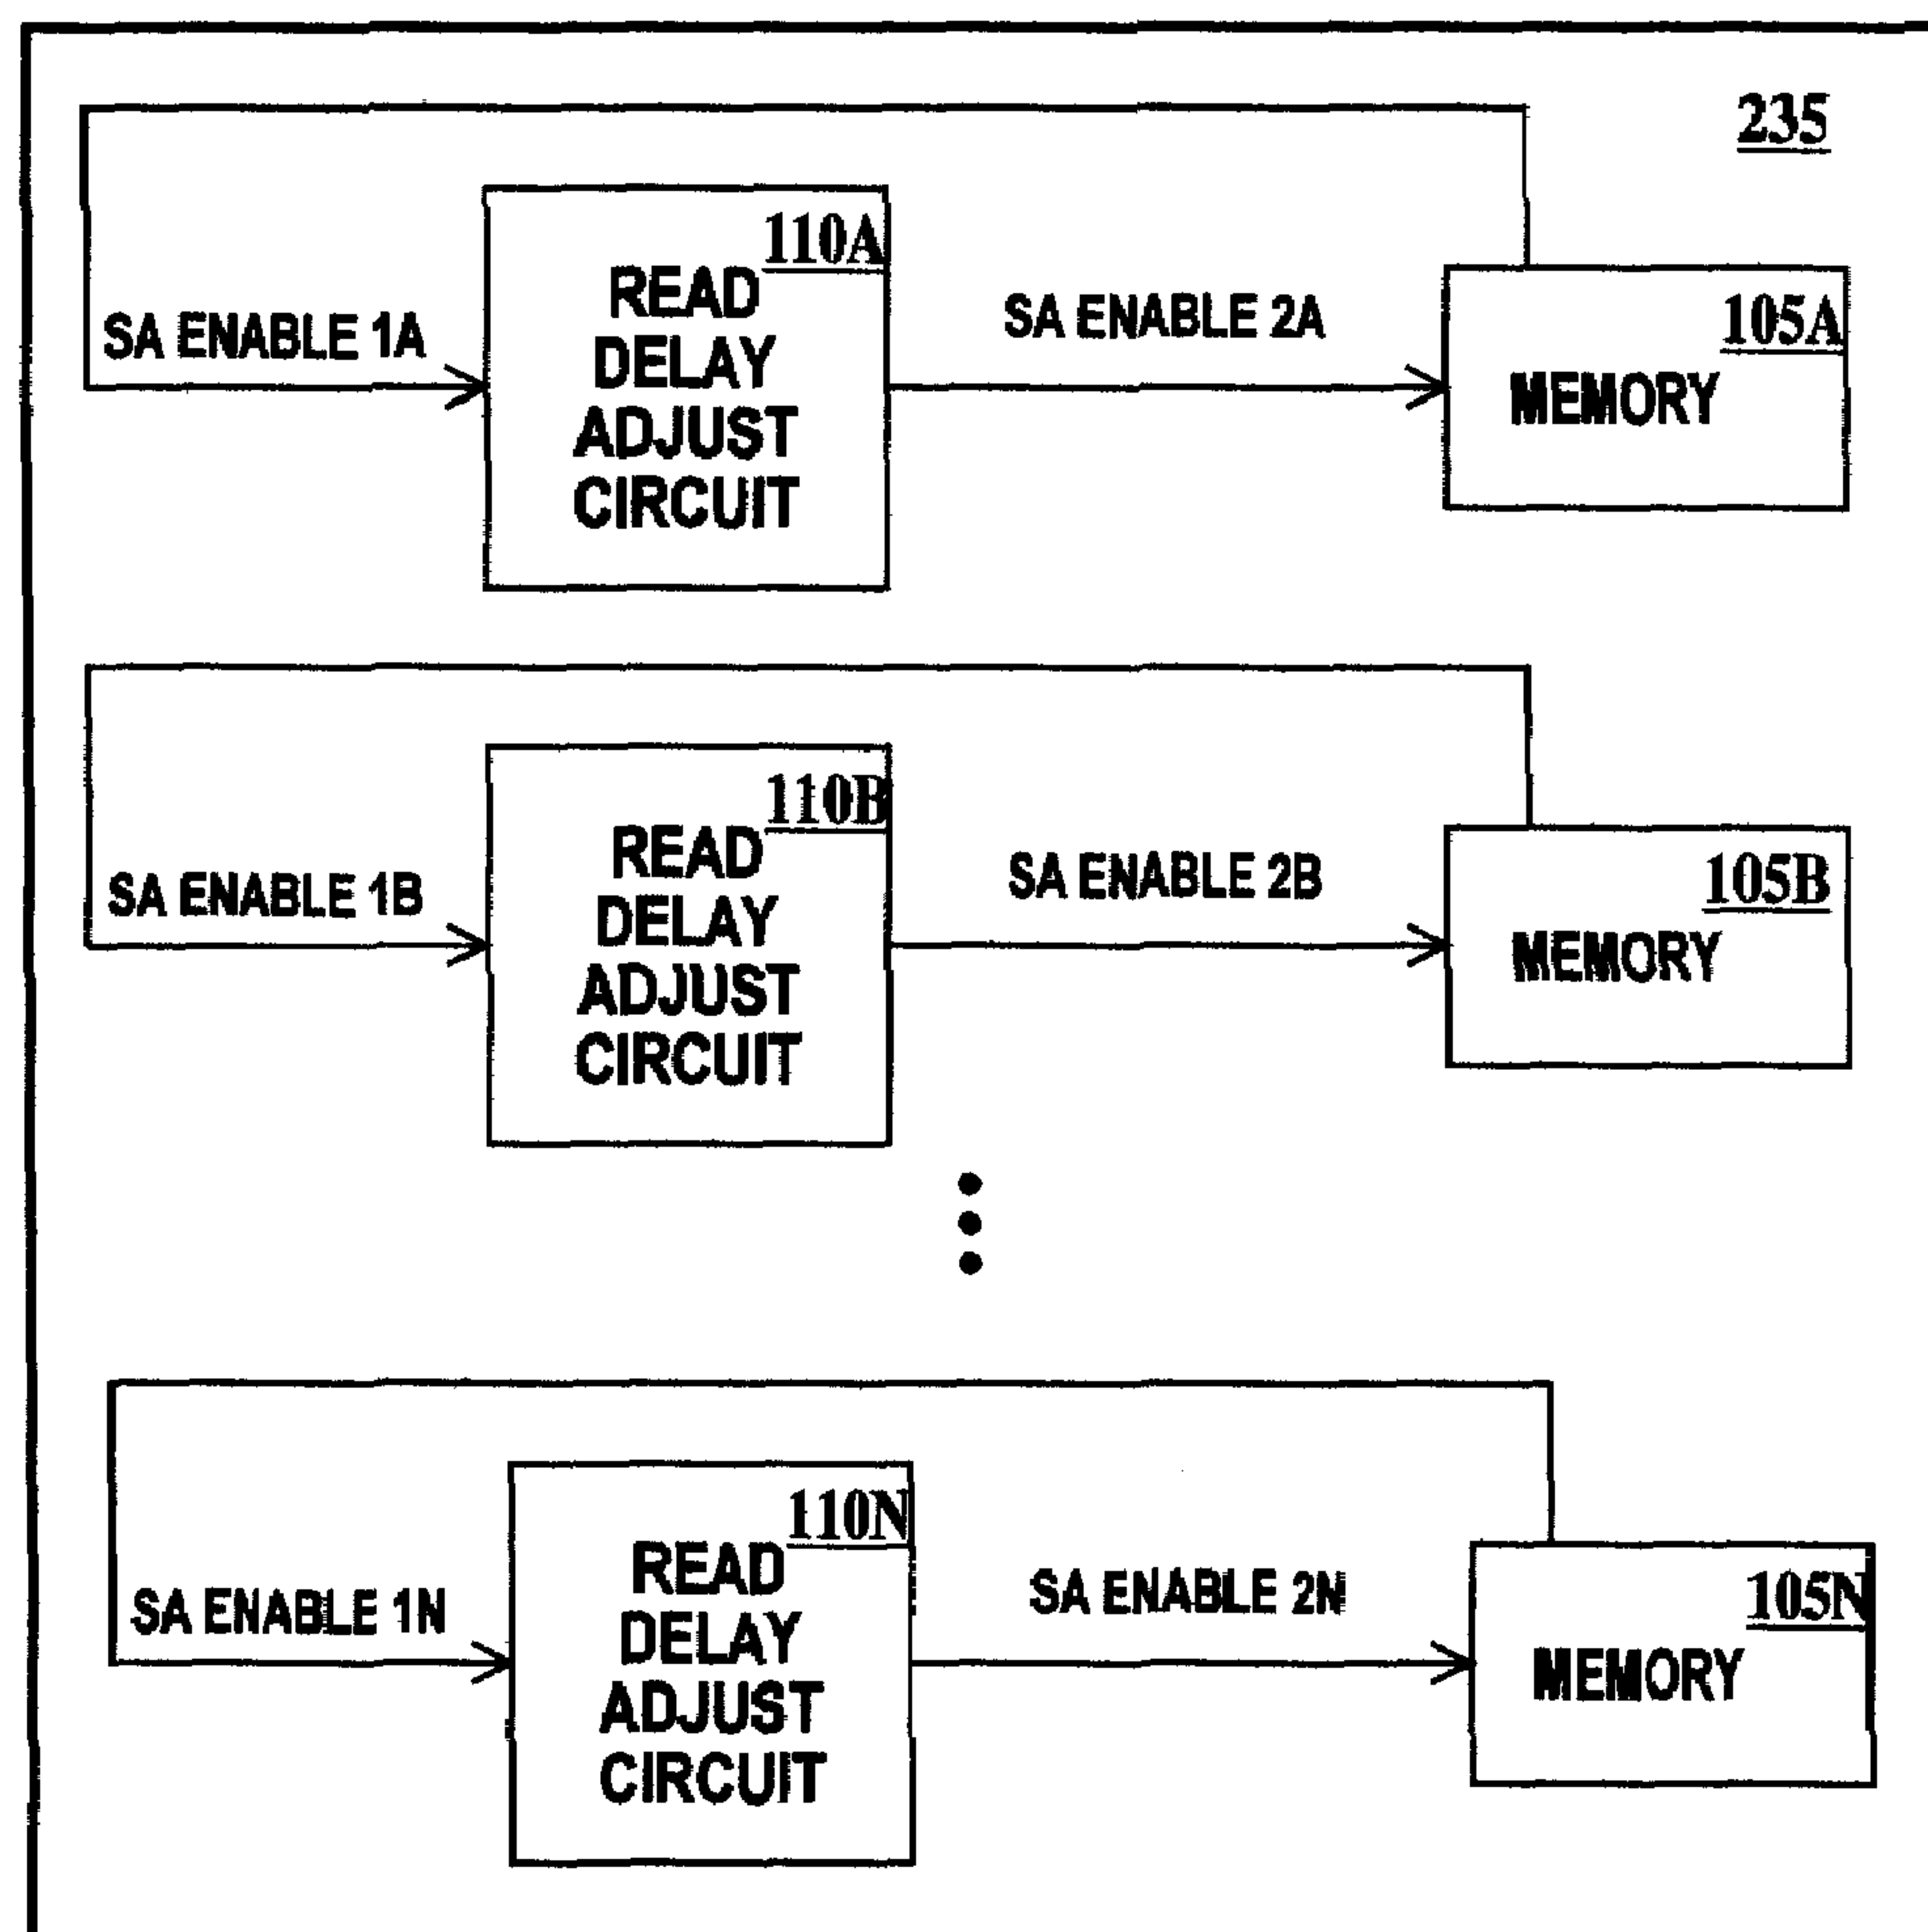 235
110A
READ
DELAY
ADJUST
CIRCUIT
SA ENABLE 1A
SA ENABLE 2A
105A
MEMORY
110B
READ
DELAY
ADJUST
CIRCUIT
SA ENABLE 1B
SA ENABLE 2B
105B
MEMORY
110N
READ
DELAY
ADJUST
CIRCUIT
SA ENABLE 1N
SA ENABLE 2N
105N
MEMORY